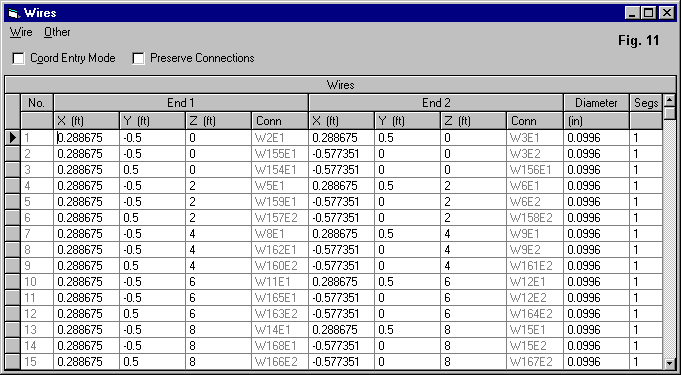 Wires
Wire Other
Fig. 11
Coord Entry Mode Preserve Connections
Wires
No. End 1 End 2 Diameter Segs
X (ft) Y (ft) Z (ft) Conn X (ft) Y (ft) Z (ft) Conn (in)
1 0.288675 -0.5 0 W2E1 0.288675 0.5 0 W3E1 0.0996 1
2 0.288675 -0.5 0 W155E1 -0.577351 0 0 W3E2 0.0996 1
3 0.288675 0.5 0 W154E1 -0.577351 0 0 W156E1 0.0996 1
4 0.288675 -0.5 2 W5E1 0.288675 0.5 2 W6E1 0.0996 1
5 0.288675 -0.5 2 W159E1 -0.577351 0 2 W6E2 0.0996 1
6 0.288675 0.5 2 W157E2 -0.577351 0 2 W158E2 0.0996 1
7 0.288675 -0.5 4 W8E1 0.288675 0.5 4 W9E1 0.0996 1
8 0.288675 -0.5 4 W162E1 -0.577351 0 4 W9E2 0.0996 1
9 0.288675 0.5 4 W160E2 -0.577351 0 4 W161E2 0.0996 1
10 0.288675 -0.5 6 W11E1 0.288675 0.5 6 W12E1 0.0996 1
11 0.288675 -0.5 6 W165E1 -0.577351 0 6 W12E2 0.0996 1
12 0.288675 0.5 6 W163E2 -0.577351 0 6 W164E2 0.0996 1
13 0.288675 -0.5 8 W14E1 0.288675 0.5 8 W15E1 0.0996 1
14 0.288675 -0.5 8 W168E1 -0.577351 0 8 W15E2 0.0996 1
15 0.288675 0.5 8 W166E2 -0.577351 0 8 W167E2 0.0996 1